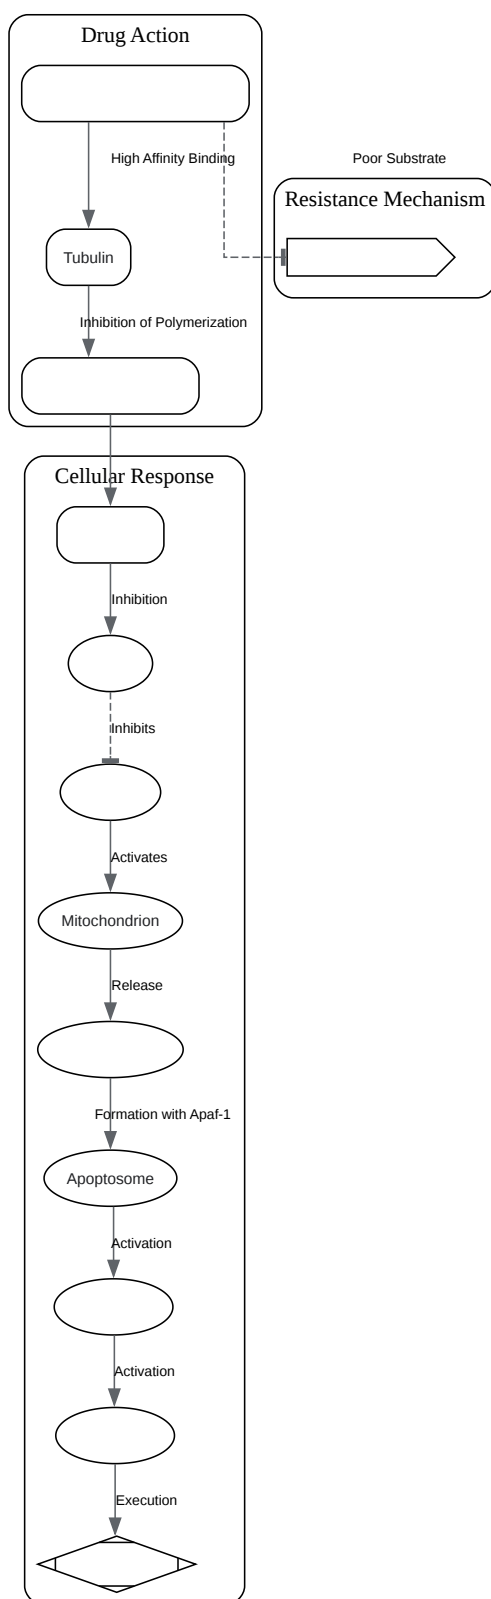 Drug Action
High Affinity Binding
Poor Substrate
Resistance Mechanism
Tubulin
Inhibition of Polymerization
Cellular Response
Inhibition
Inhibits
Activates
Mitochondrion
Release
Formation with Apaf-1
Apoptosome
Activation
Activation
Execution